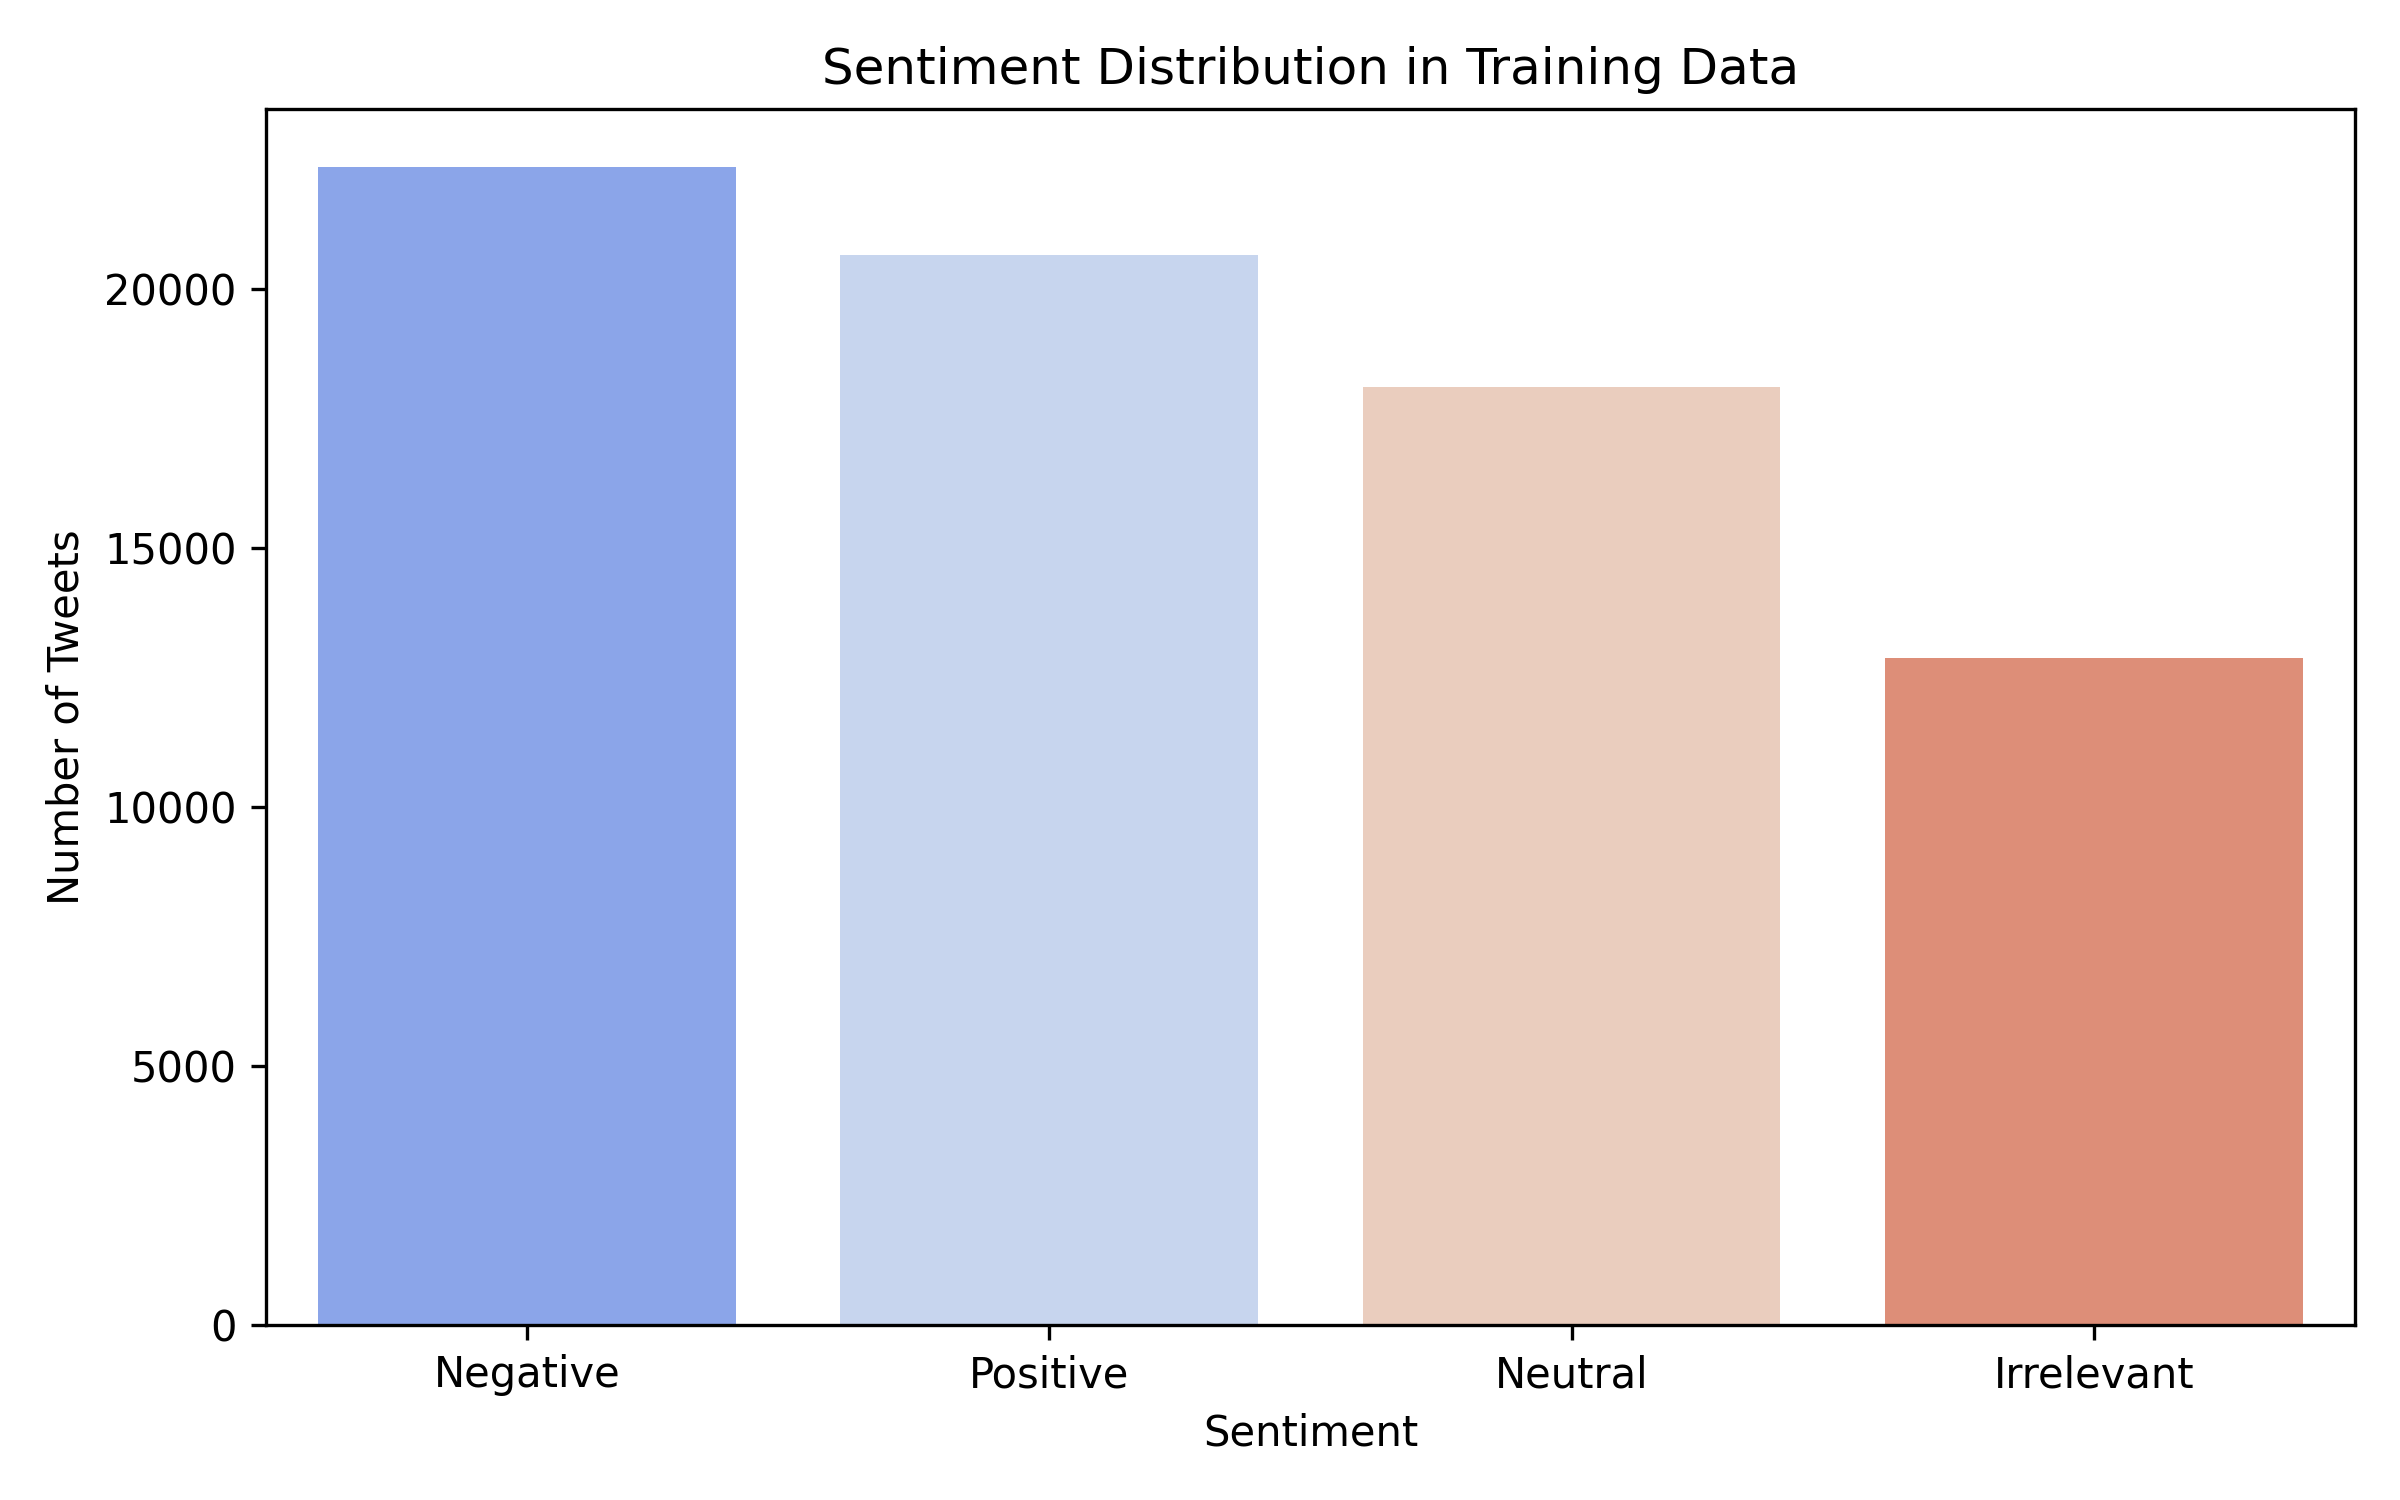 Sentiment Distribution in Training Data
Number of Tweets
20000
15000
10000
5000
0
Negative
Positive
Neutral
Irrelevant
Sentiment